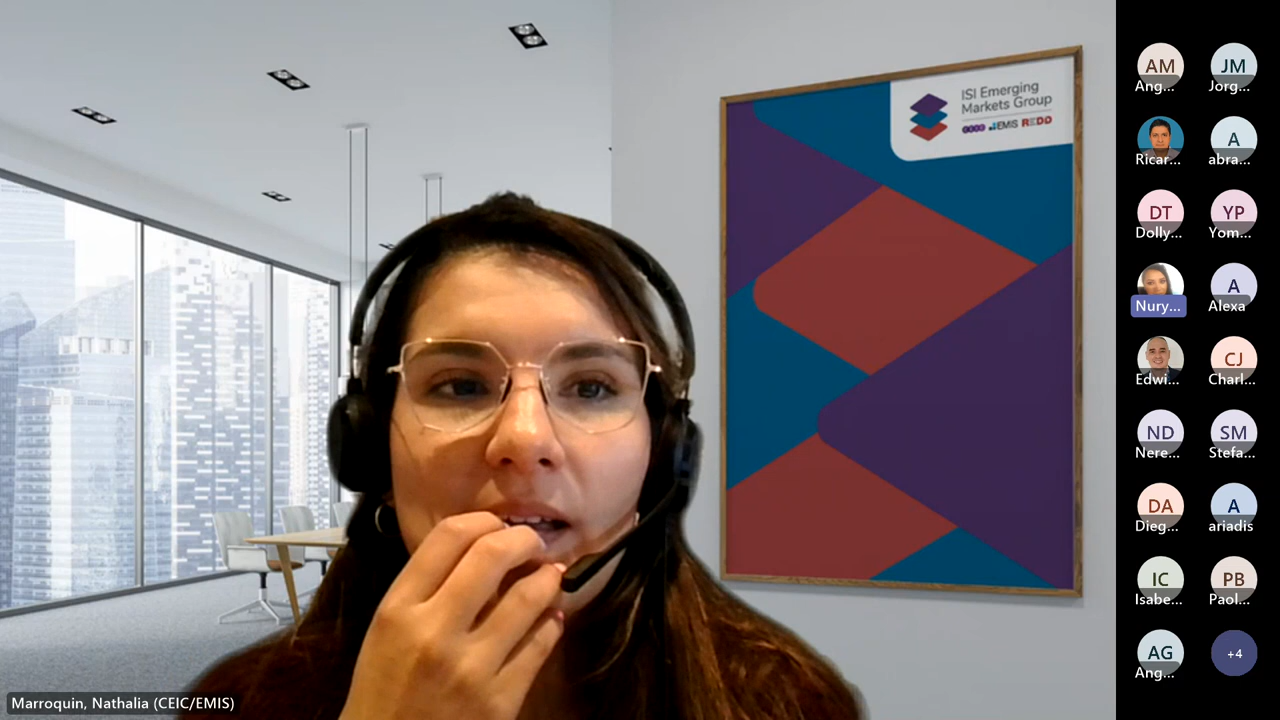 ISI Emerging
Markets Group
CEIC EMIS REDD
AM
Ang...
JM
Jorg...
Ricar...
A
abra...
DT
Dolly...
YP
Yom...
Nury...
A
Alexa
Edwi...
CJ
Charl...
ND
Nere...
SM
Stefa...
DA
Dieg...
A
ariadis
IC
Isabe...
PB
Paol...
AG
Ang...
+4
Marroquin, Nathalia (CEIC/EMIS)